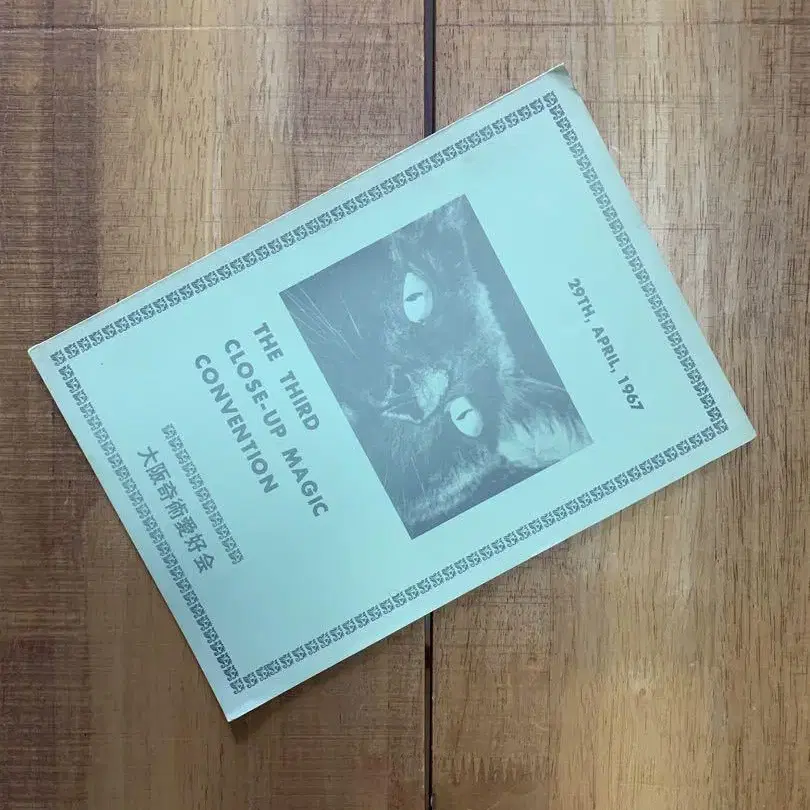 29TH, APRIL, 1967
THE THIRD
CLOSE-UP MAGIC
CONVENTION
大阪奇術愛好会